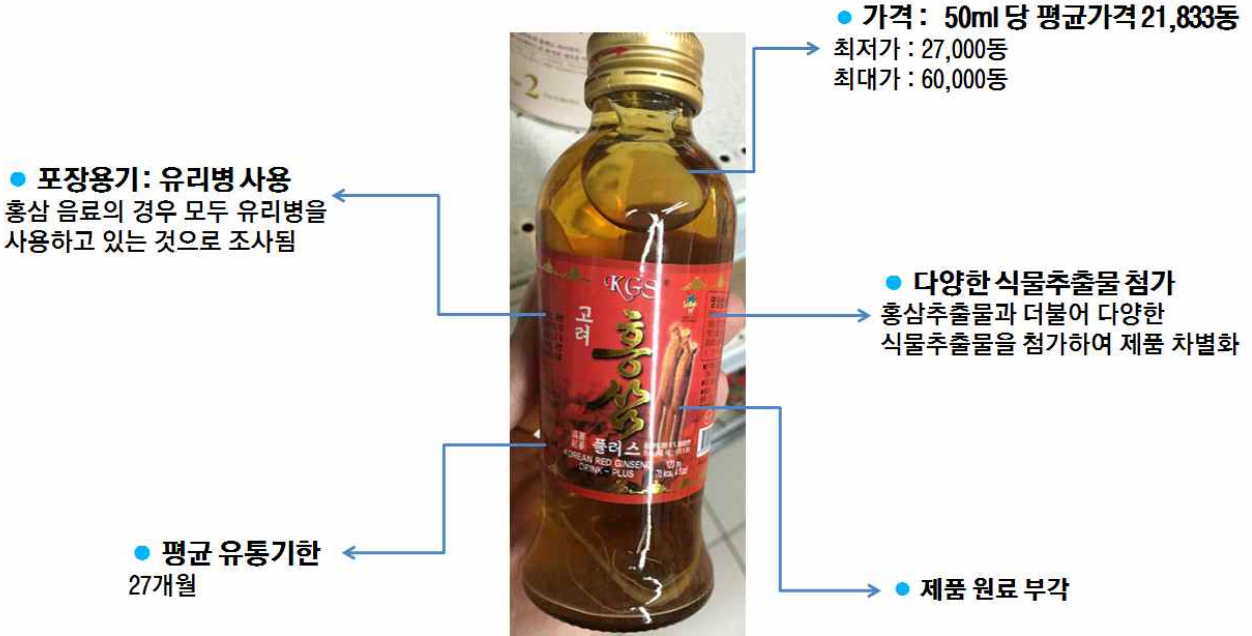 ● 가격 : 50ml 당 평균가격 21,833동
최저가 : 27,000동
최대가 : 60,000동
● 포장용기 : 유리병 사용
홍삼 음료의 경우 모두 유리병을
사용하고 있는 것으로 조사됨
● 다양한 식물추출물 첨가
홍삼추출물과 더불어 다양한
식물추출물을 첨가하여 제품 차별화
● 평균 유통기한
27개월
● 제품 원료 부각
2
KGS
고려
홍삼
플러스
KOREAN RED GINSENG
DRINK - PLUS